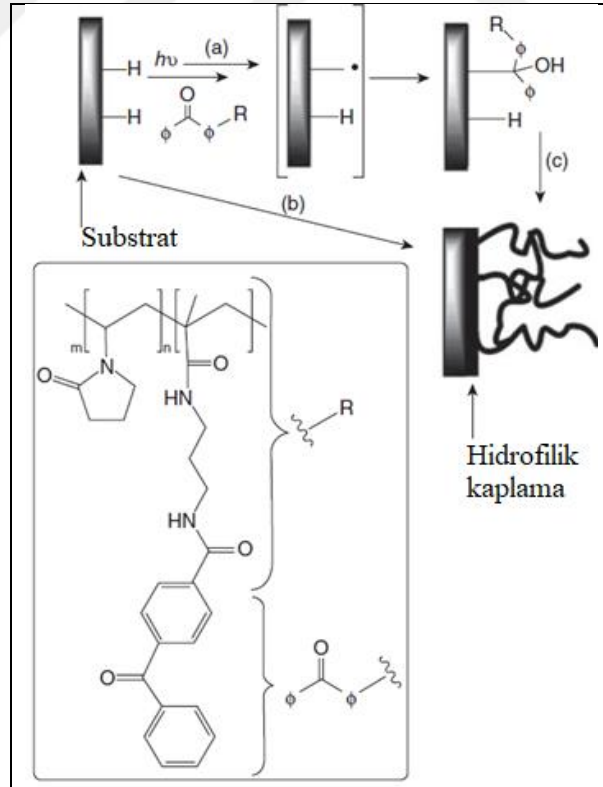 R
ϕ
OH
ϕ
H
hυ
(a)
O
ϕ
ϕ
R
H
H
H
(c)
(b)
Substrat
m
n
O
N
O
HN
R
HN
O
O
O
ϕ
ϕ
Hidrofilik
kaplama